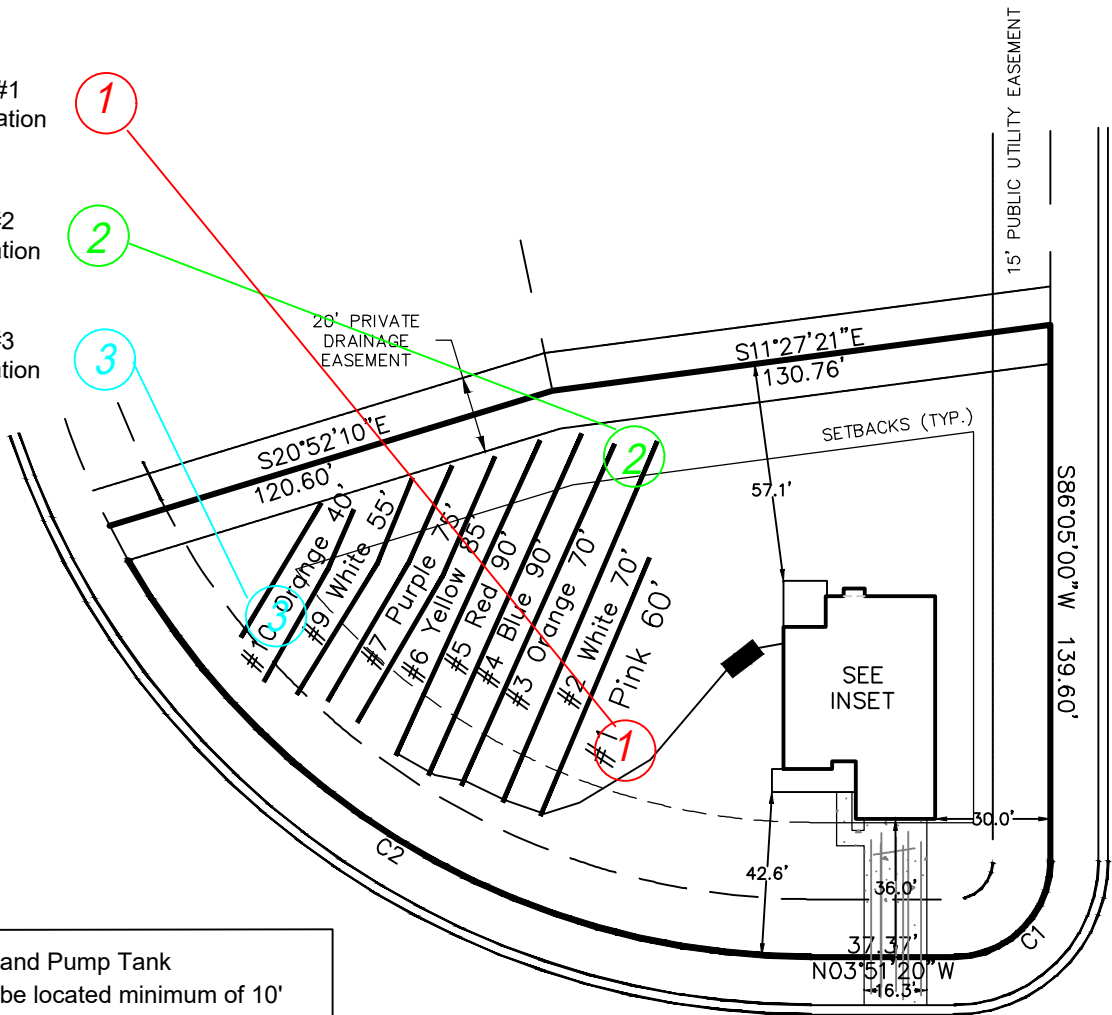 #1
ation
1
#2
ation
2
#3
ation
3
15' PUBLIC UTILITY EASEMENT
20' PRIVATE
DRAINAGE
EASEMENT
S11°27'21"E
130.76'
S20°52'10"E
120.60'
SETBACKS (TYP.)
57.1'
S86°05'00"W 139.60'
2
3
1
#10 Orange 40'
#9 White 55'
#7 Purple 75'
#6 Yellow 85'
#5 Red 90'
#4 Blue 90'
#3 Orange 70'
#2 White 70'
#1 Pink 60'
SEE
INSET
30.0'
42.6'
36.0'
C2
C1
37.37'
N03°51'20"W
16.3'
and Pump Tank
be located minimum of 10'